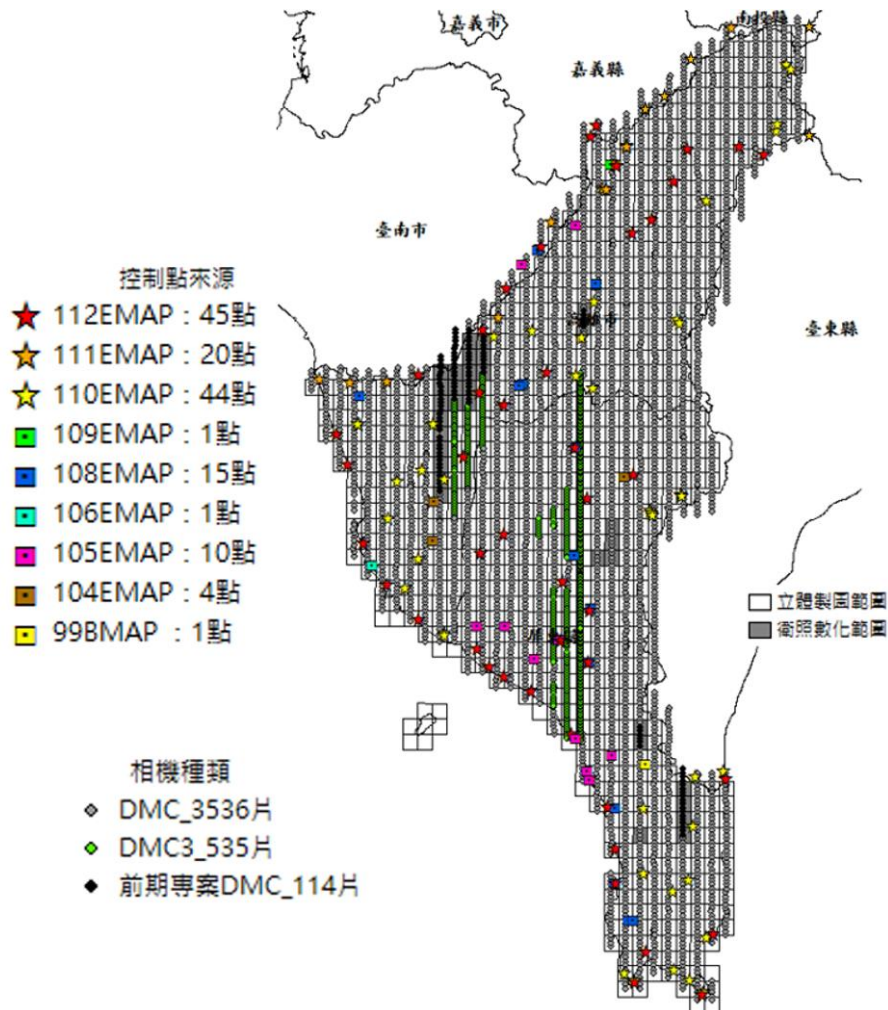 嘉義市
南投縣
嘉義縣
臺南市
臺東縣
控制點來源
112EMAP：45點
111EMAP：20點
110EMAP：44點
109EMAP：1點
108EMAP：15點
106EMAP：1點
105EMAP：10點
104EMAP：4點
99BMAP ：1點
立體製圖範圍
衛照數化範圍
相機種類
DMC_3536片
DMC3_535片
前期專案DMC_114片